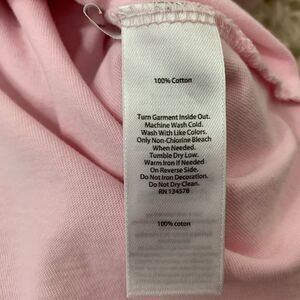 100% Cotton
Turn Garment Inside Out.
Machine Wash Cold.
Wash With Like Colors.
Only Non-Chlorine Bleach
When Needed.
Tumble Dry Low.
Warm Iron if Needed
On Reverse Side.
Do Not Iron Decoration.
Do Not Dry Clean.
RN 134578
100% coton